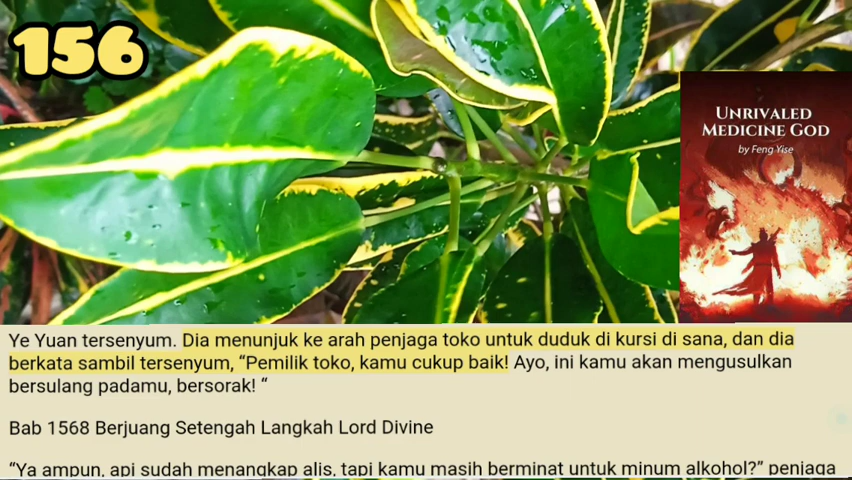 156
UNRIVALED
MEDICINE GOD
by Feng Yise
Ye Yuan tersenyum. Dia menunjuk ke arah penjaga toko untuk duduk di kursi di sana, dan dia
berkata sambil tersenyum, “Pemilik toko, kamu cukup baik! Ayo, ini kamu akan mengusulkan
bersulang padamu, bersorak! “
Bab 1568 Berjuang Setengah Langkah Lord Divine
“Ya ampun, api sudah menangkap alis, tapi kamu masih berminat untuk minum alkohol?” penjaga